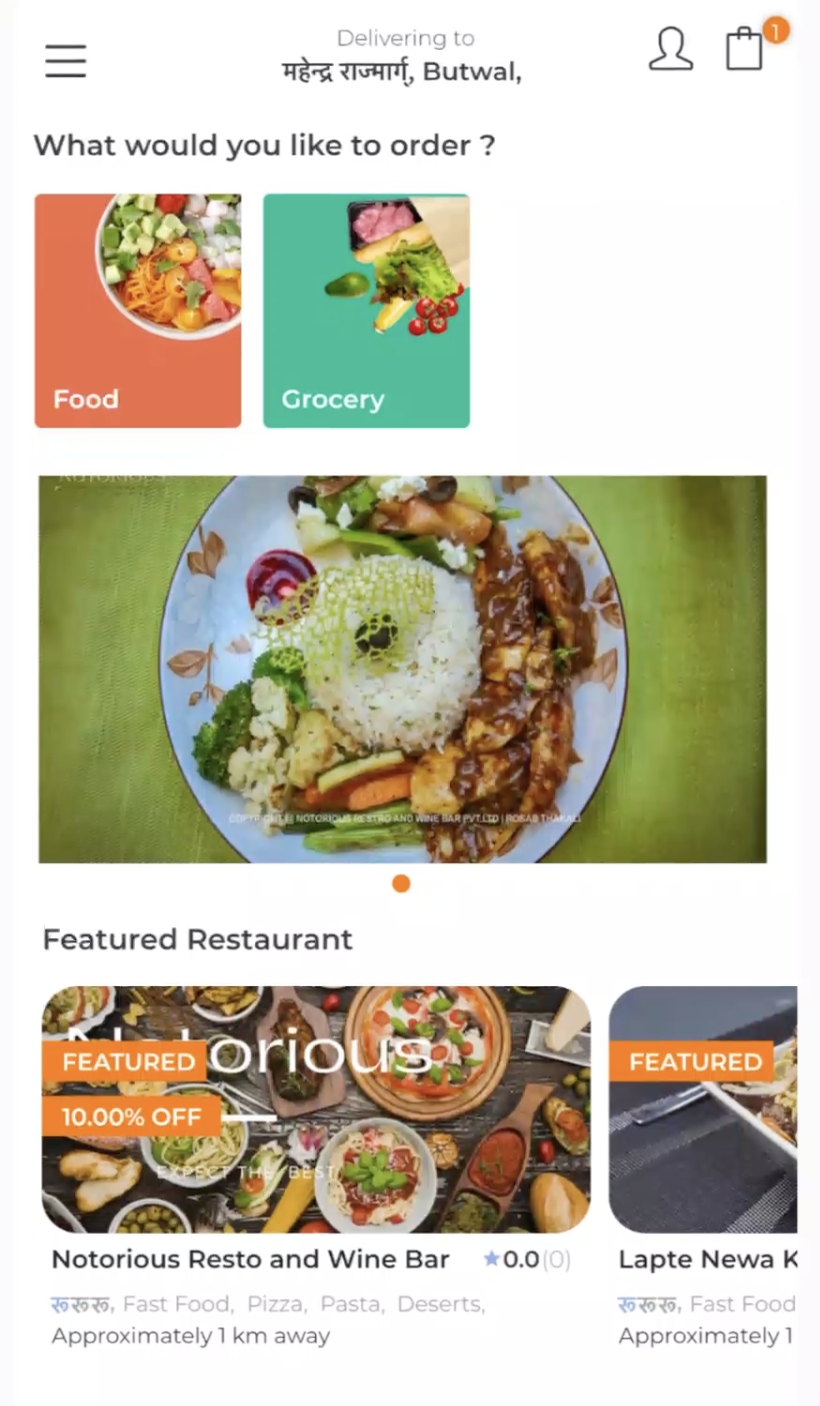 Delivering to
महेन्द्र राज्मार्ग, Butwal,
1
What would you like to order ?
Food
Grocery
COPYRIGHT © NOTORIOUS RESTRO AND WINE BAR PVT.LTD | ROSAB THAKALI
Featured Restaurant
Notorious
FEATURED
10.00% OFF
EXPECT THE BEST
FEATURED
Notorious Resto and Wine Bar ★0.0(0)
रू रू रू, Fast Food, Pizza, Pasta, Deserts,
Approximately 1 km away
Lapte Newa K
रू रू रू, Fast Food
Approximately 1